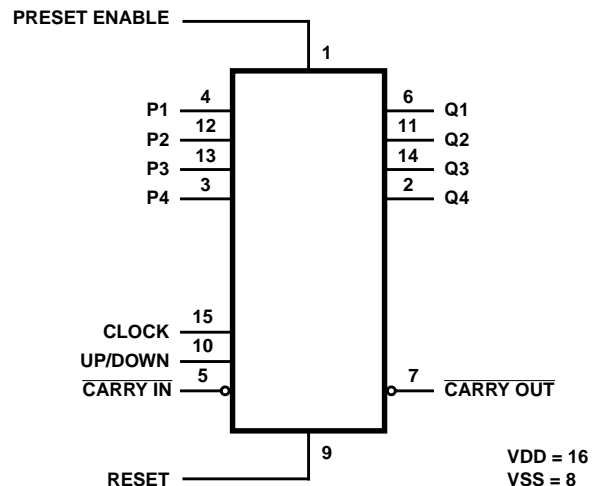 PRESET ENABLE
1
P1 4 6 Q1
P2 12 11 Q2
P3 13 14 Q3
P4 3 2 Q4
CLOCK 15
UP/DOWN 10
CARRY IN 5 7 CARRY OUT
9
RESET
VDD = 16
VSS = 8